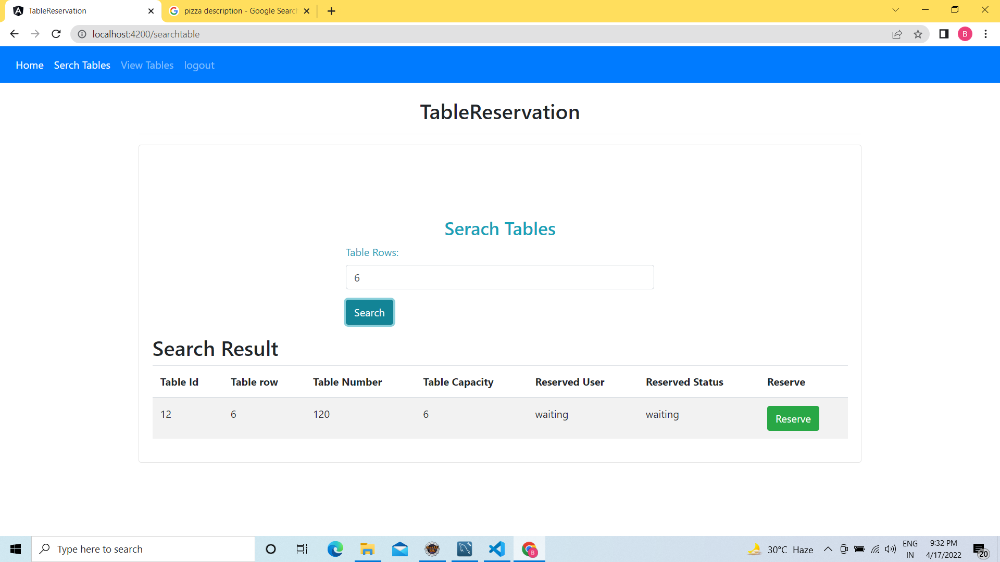 TableReservation
pizza description - Google Search
localhost:4200/searchtable
B
Home Serch Tables View Tables logout
TableReservation
Serach Tables
Table Rows:
6
Search
Search Result
Table Id Table row Table Number Table Capacity Reserved User Reserved Status Reserve
12 6 120 6 waiting waiting Reserve
Type here to search
B
30°C Haze
ENG
IN
9:32 PM
4/17/2022
20